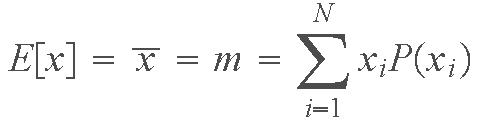 E[x] = x̅ = m = ∑_{i=1}^{N} x_i P(x_i)